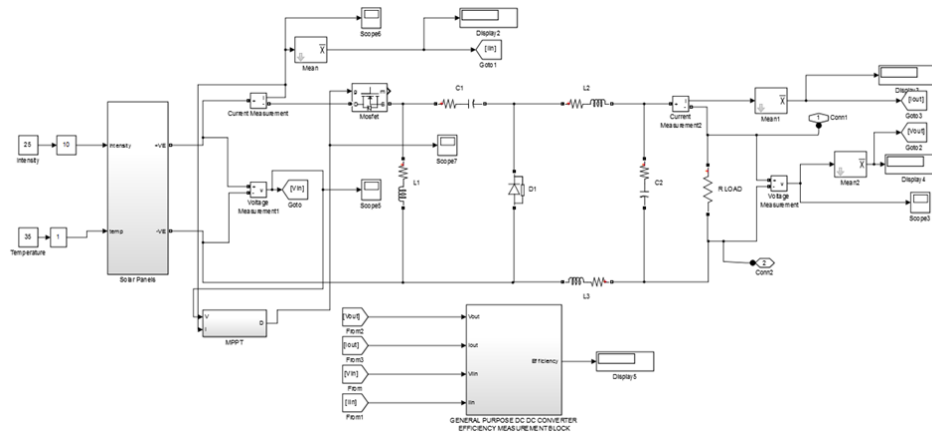 Scope6
Display2
Mean
[Iin]
Goto1
Current Measurement
Mosfet
C1
L2
Current
Measurement2
Mean1
[Iout]
Goto3
1
Conn1
[Vout]
Goto2
Mean2
Display4
Scope3
25
Intensity
10
Intensity
+VE
-VE
temp
Solar Panels
35
Temperature
1
Voltage
Measurement1
[Vin]
Goto
Scope5
Scope7
L1
D1
C2
R LOAD
Voltage
Measurement
2
Conn2
L3
V
I
D
MPPT
[Vout]
From2
[Iout]
From3
[Vin]
From
[Iin]
From1
Vout
Iout
Vin
Iin
Efficiency
Display5
GENERAL PURPOSE DC DC CONVERTER
EFFICIENCY MEASUREMENT BLOCK